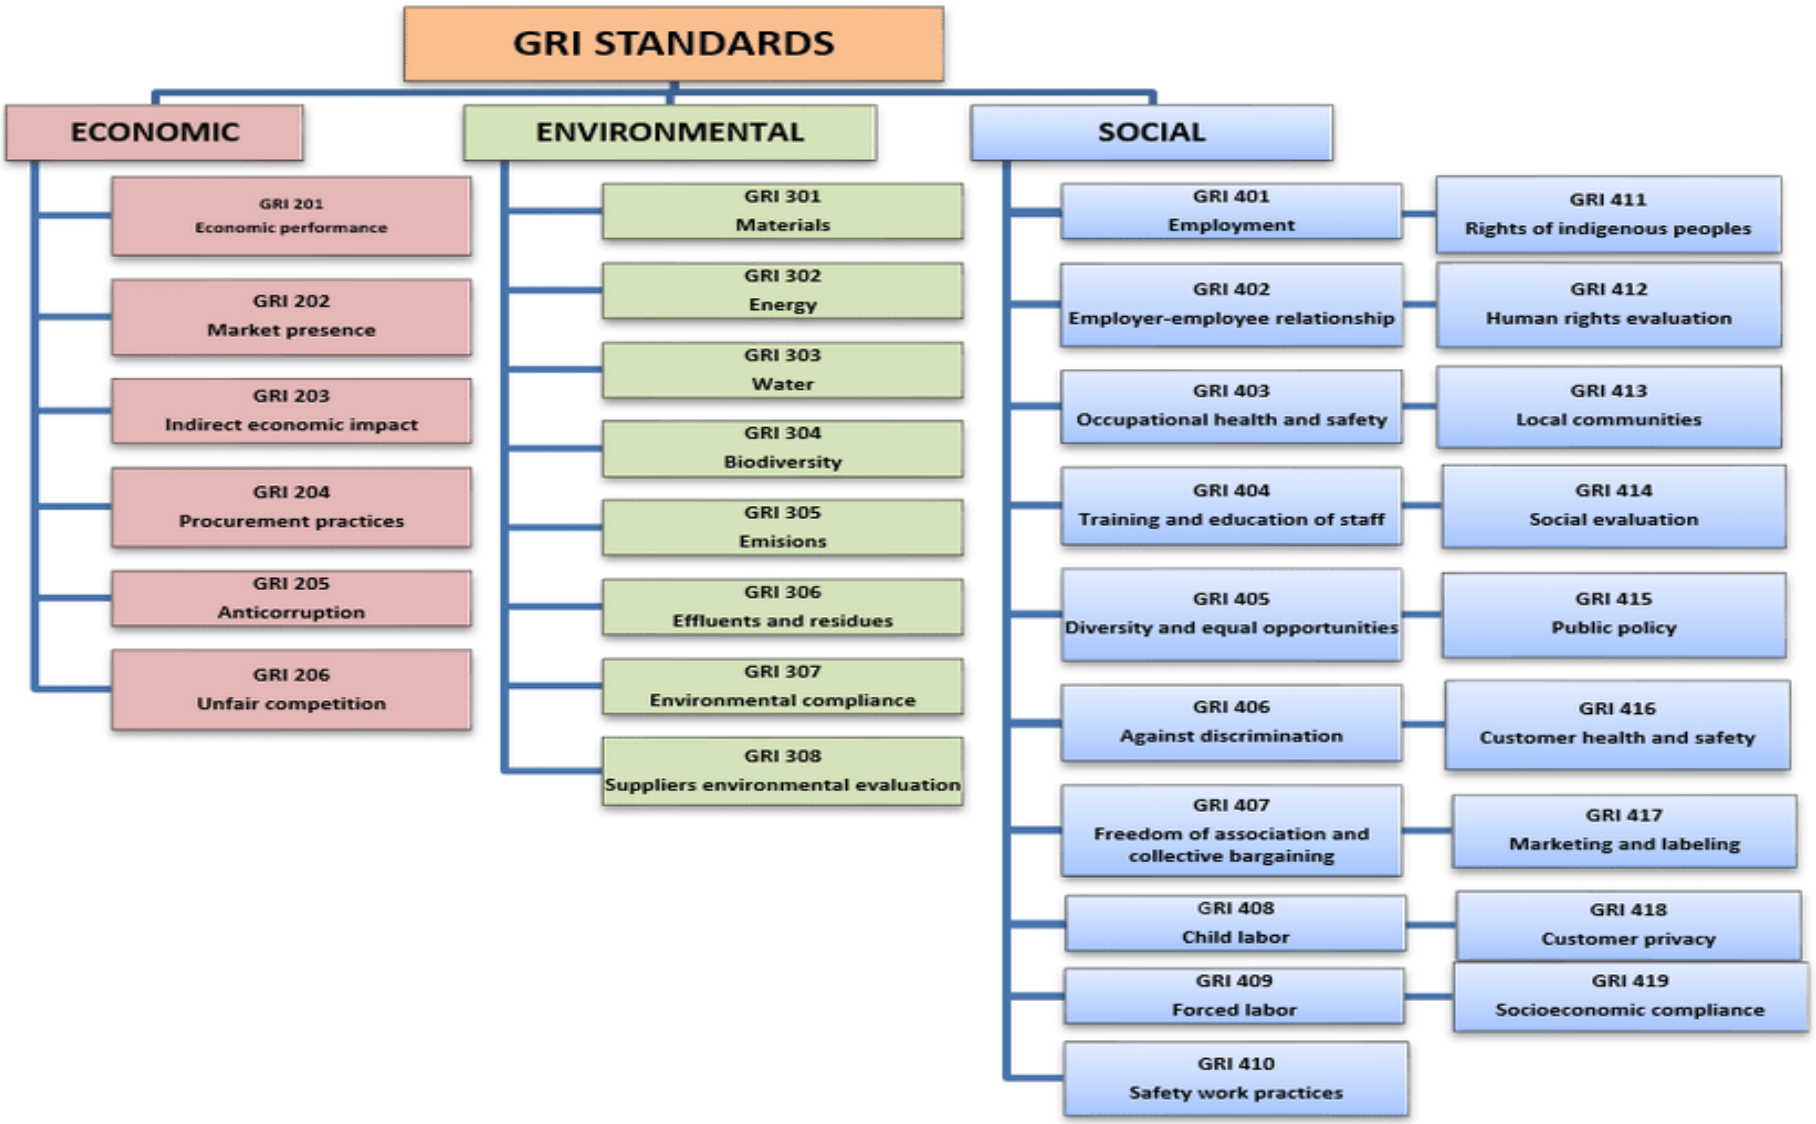 GRI STANDARDS
ECONOMIC
GRI 201
Economic performance
GRI 202
Market presence
GRI 203
Indirect economic impact
GRI 204
Procurement practices
GRI 205
Anticorruption
GRI 206
Unfair competition
ENVIRONMENTAL
GRI 301
Materials
GRI 302
Energy
GRI 303
Water
GRI 304
Biodiversity
GRI 305
Emisions
GRI 306
Effluents and residues
GRI 307
Environmental compliance
GRI 308
Suppliers environmental evaluation
SOCIAL
GRI 401
Employment
GRI 402
Employer-employee relationship
GRI 403
Occupational health and safety
GRI 404
Training and education of staff
GRI 405
Diversity and equal opportunities
GRI 406
Against discrimination
GRI 407
Freedom of association and
collective bargaining
GRI 408
Child labor
GRI 409
Forced labor
GRI 410
Safety work practices
GRI 411
Rights of indigenous peoples
GRI 412
Human rights evaluation
GRI 413
Local communities
GRI 414
Social evaluation
GRI 415
Public policy
GRI 416
Customer health and safety
GRI 417
Marketing and labeling
GRI 418
Customer privacy
GRI 419
Socioeconomic compliance